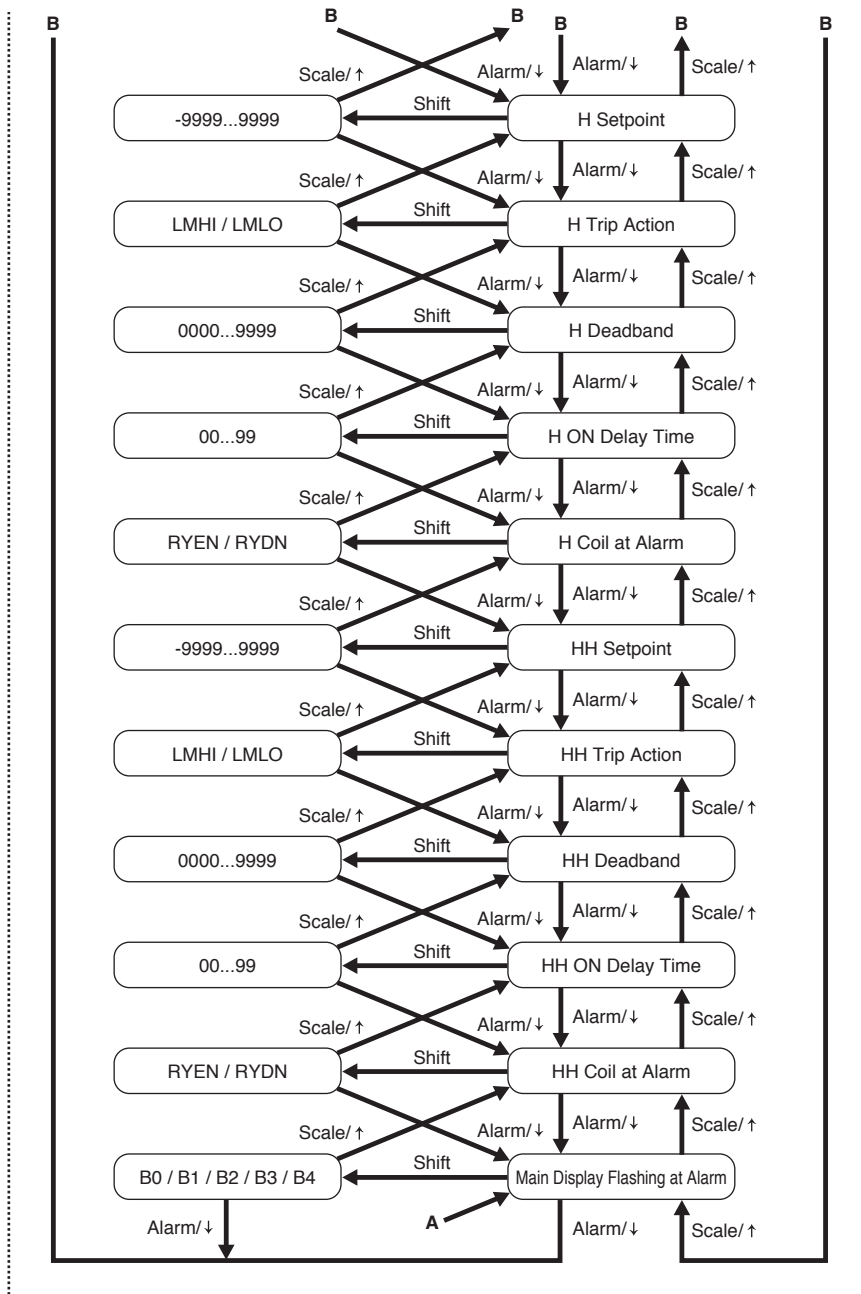 B B B B B B
Scale/↑ Alarm/↓ Alarm/↓ Scale/↑
-9999...9999 Shift H Setpoint
Scale/↑ Alarm/↓ Alarm/↓ Scale/↑
LMHI / LMLO Shift H Trip Action
Scale/↑ Alarm/↓ Alarm/↓ Scale/↑
0000...9999 Shift H Deadband
Scale/↑ Alarm/↓ Alarm/↓ Scale/↑
00...99 Shift H ON Delay Time
Scale/↑ Alarm/↓ Alarm/↓ Scale/↑
RYEN / RYDN Shift H Coil at Alarm
Scale/↑ Alarm/↓ Alarm/↓ Scale/↑
-9999...9999 Shift HH Setpoint
Scale/↑ Alarm/↓ Alarm/↓ Scale/↑
LMHI / LMLO Shift HH Trip Action
Scale/↑ Alarm/↓ Alarm/↓ Scale/↑
0000...9999 Shift HH Deadband
Scale/↑ Alarm/↓ Alarm/↓ Scale/↑
00...99 Shift HH ON Delay Time
Scale/↑ Alarm/↓ Alarm/↓ Scale/↑
RYEN / RYDN Shift HH Coil at Alarm
Scale/↑ Alarm/↓ Alarm/↓ Scale/↑
B0 / B1 / B2 / B3 / B4 Shift Main Display Flashing at Alarm
Alarm/↓ A Alarm/↓ Scale/↑